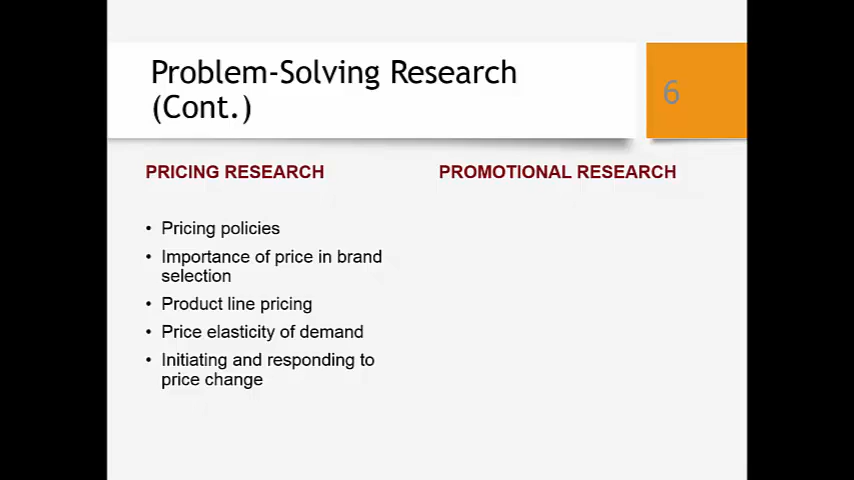 Problem-Solving Research
(Cont.)
6
PRICING RESEARCH
• Pricing policies
• Importance of price in brand
selection
• Product line pricing
• Price elasticity of demand
• Initiating and responding to
price change
PROMOTIONAL RESEARCH